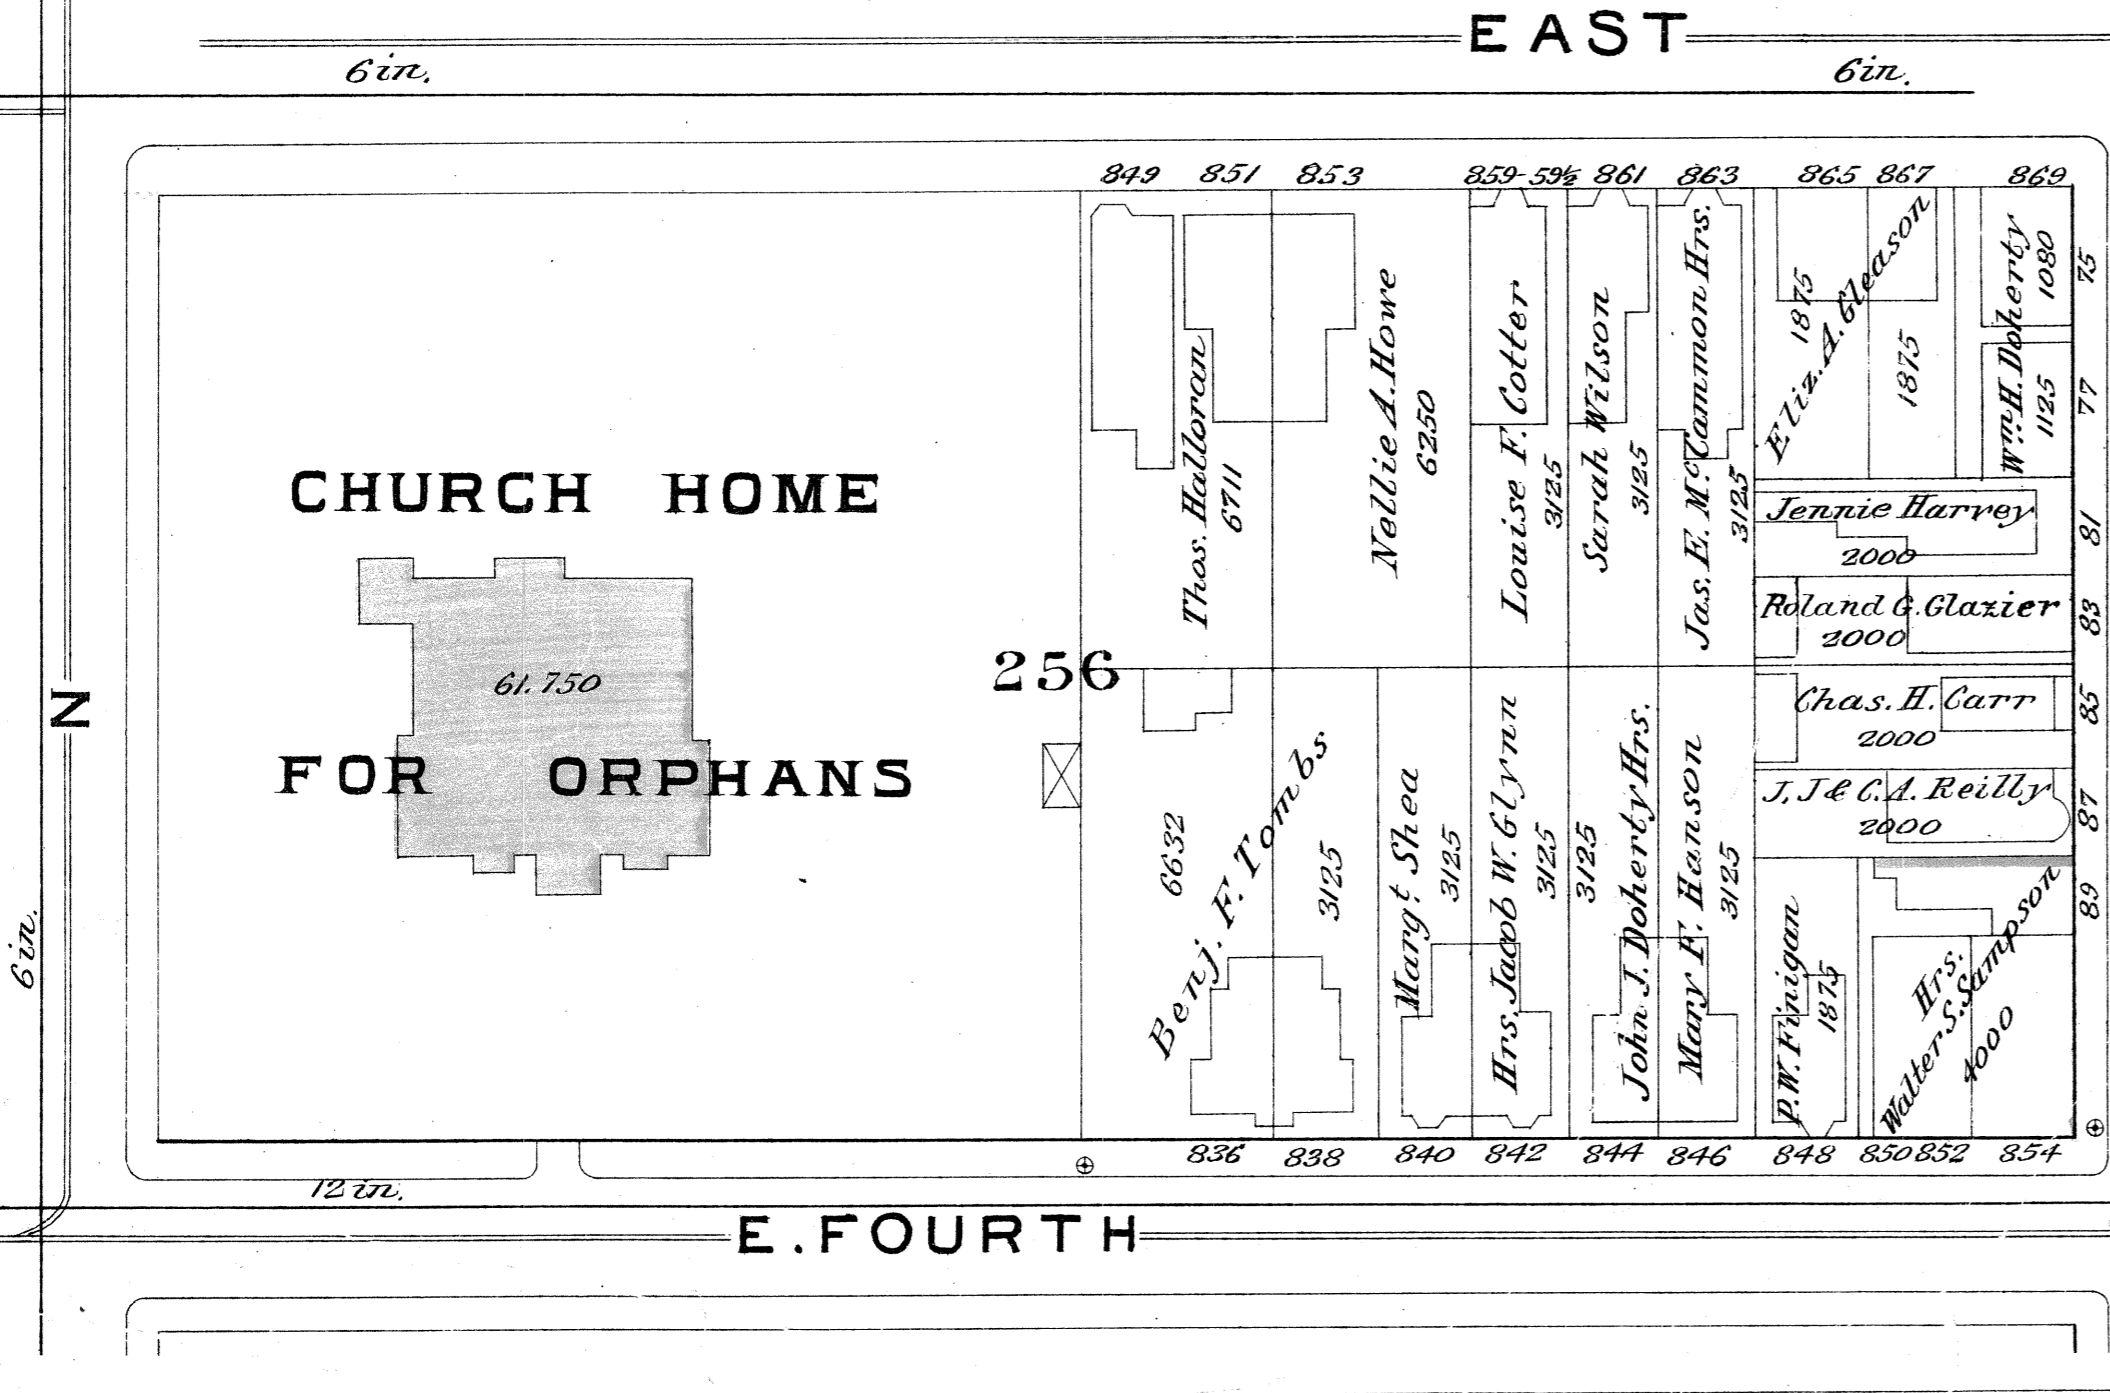 EAST
6in.
6in.
849 851 853 859-59½ 861 863 865 867 869
Thos. Halloran
6711
Nellie A. Howe
6250
Louise F. Cotter
3125
Sarah Wilson
3125
Jas. E. McCammon Hrs.
3125
Eliz. A. Gleason
1875
1875
Wm. H. Doherty
1080
1125
75
77
Jennie Harvey
2000
81
Roland G. Glazier
2000
83
Chas. H. Carr
2000
85
J. J & C. A. Reilly
2000
87
89
CHURCH HOME
61.750
FOR ORPHANS
256
N
6in.
Benj. F. Tombs
6632
3125
Margt. Shea
3125
Hrs. Jacob W. Glynn
3125
John J. Doherty Hrs.
3125
Mary F. Hanson
3125
P. W. Finigan
1875
Hrs.
Walter S. Sampson
4000
836 838 840 842 844 846 848 850 852 854
12 in.
E. FOURTH